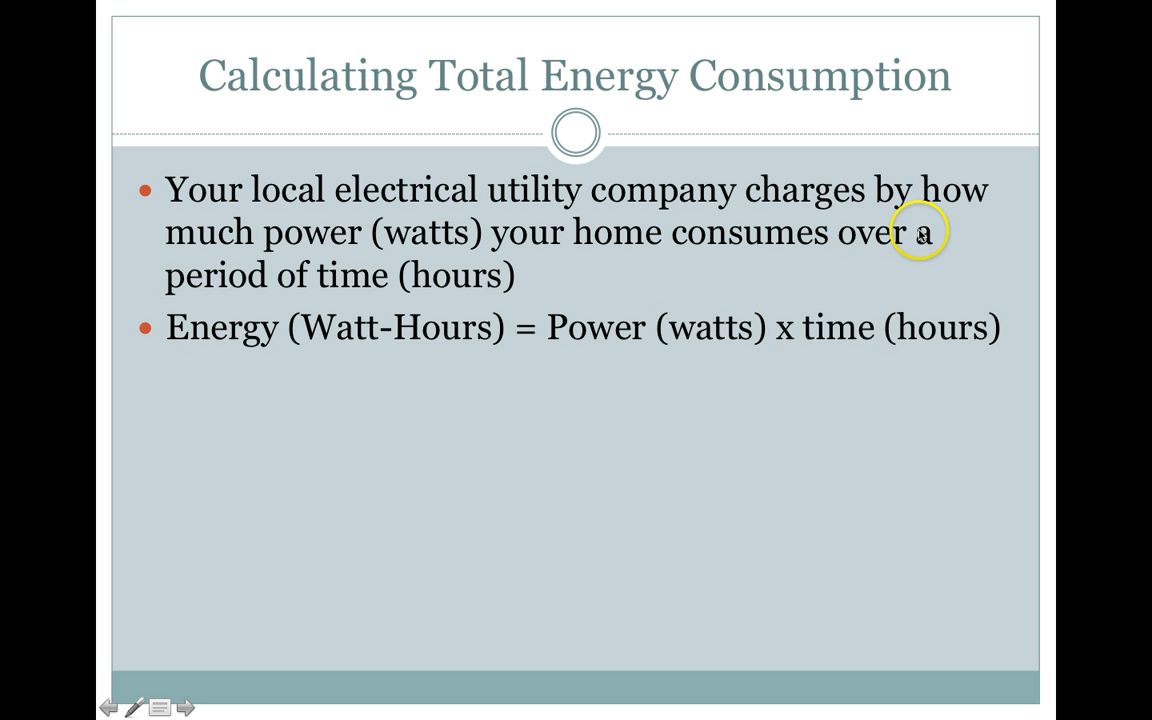 Calculating Total Energy Consumption
• Your local electrical utility company charges by how
much power (watts) your home consumes over a
period of time (hours)
• Energy (Watt-Hours) = Power (watts) x time (hours)